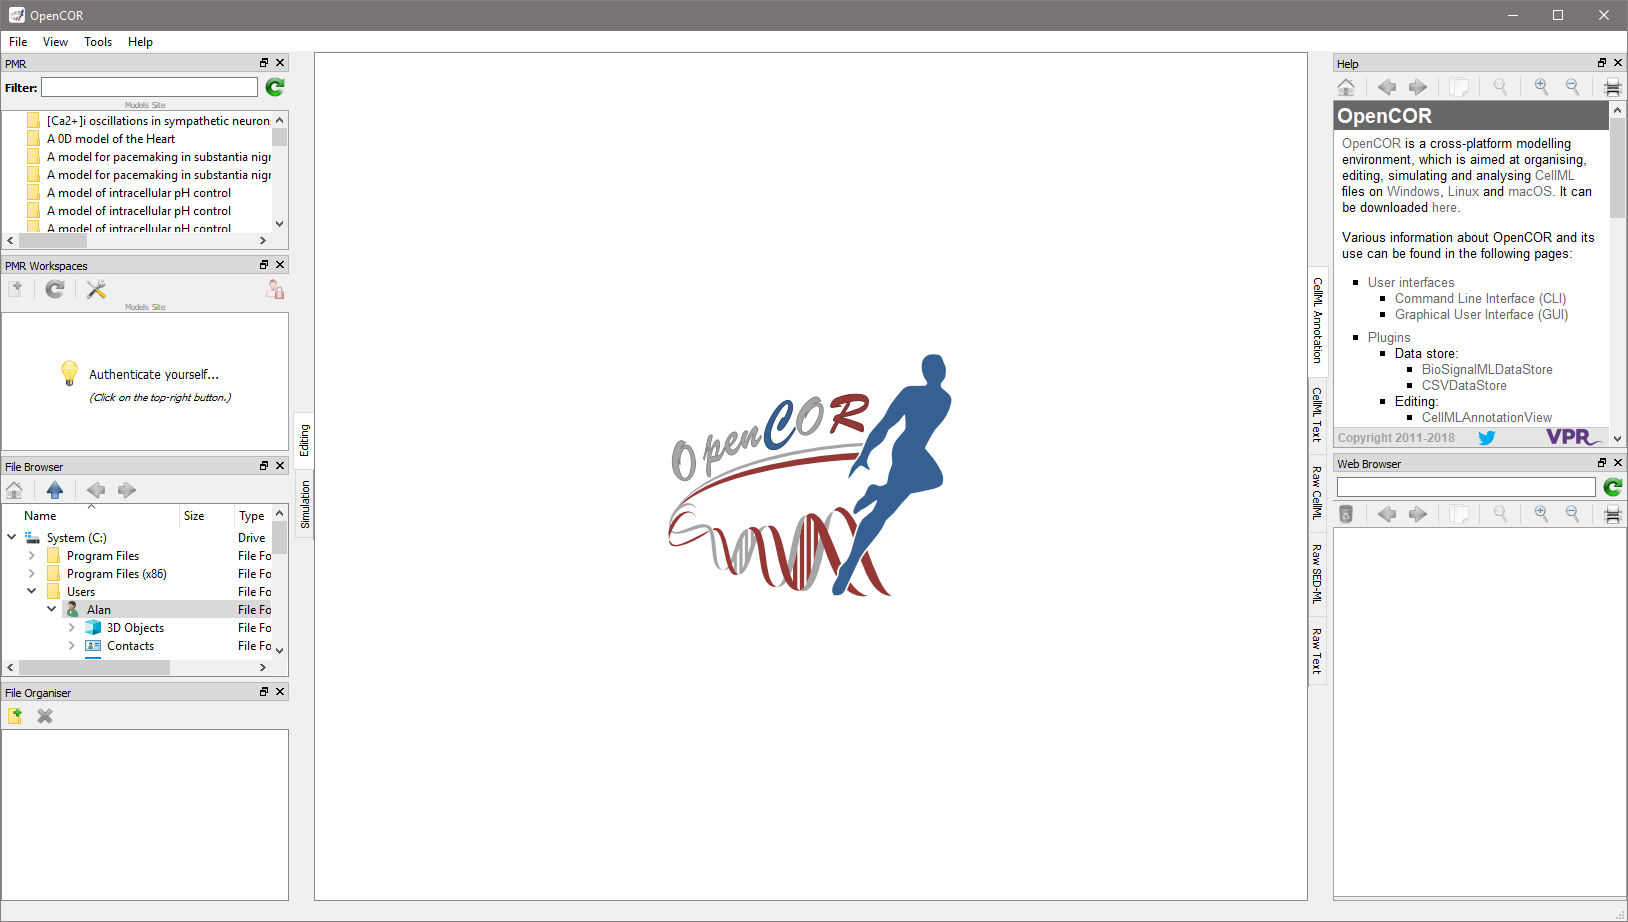 OpenCOR
File View Tools Help
PMR
Filter:
Models Site
[Ca2+]i oscillations in sympathetic neuron
A 0D model of the Heart
A model for pacemaking in substantia nigr
A model for pacemaking in substantia nigr
A model of intracellular pH control
A model of intracellular pH control
A model of intracellular pH control
PMR Workspaces
Models Site
Authenticate yourself...
(Click on the top-right button.)
File Browser
Name Size Type
System (C:) Drive
Program Files File Fo
Program Files (x86) File Fo
Users File Fo
Alan File Fo
3D Objects File Fo
Contacts File Fo
File Organiser
Editing
Simulation
OpenCOR
CellML Annotation
CellML Text
Raw CellML
Raw SED-ML
Raw Text
Help
OpenCOR
OpenCOR is a cross-platform modelling
environment, which is aimed at organising,
editing, simulating and analysing CellML
files on Windows, Linux and macOS. It can
be downloaded here.
Various information about OpenCOR and its
use can be found in the following pages:
User interfaces
Command Line Interface (CLI)
Graphical User Interface (GUI)
Plugins
Data store:
BioSignalMLDataStore
CSVDataStore
Editing:
CellMLAnnotationView
Copyright 2011-2018 VPR
Web Browser